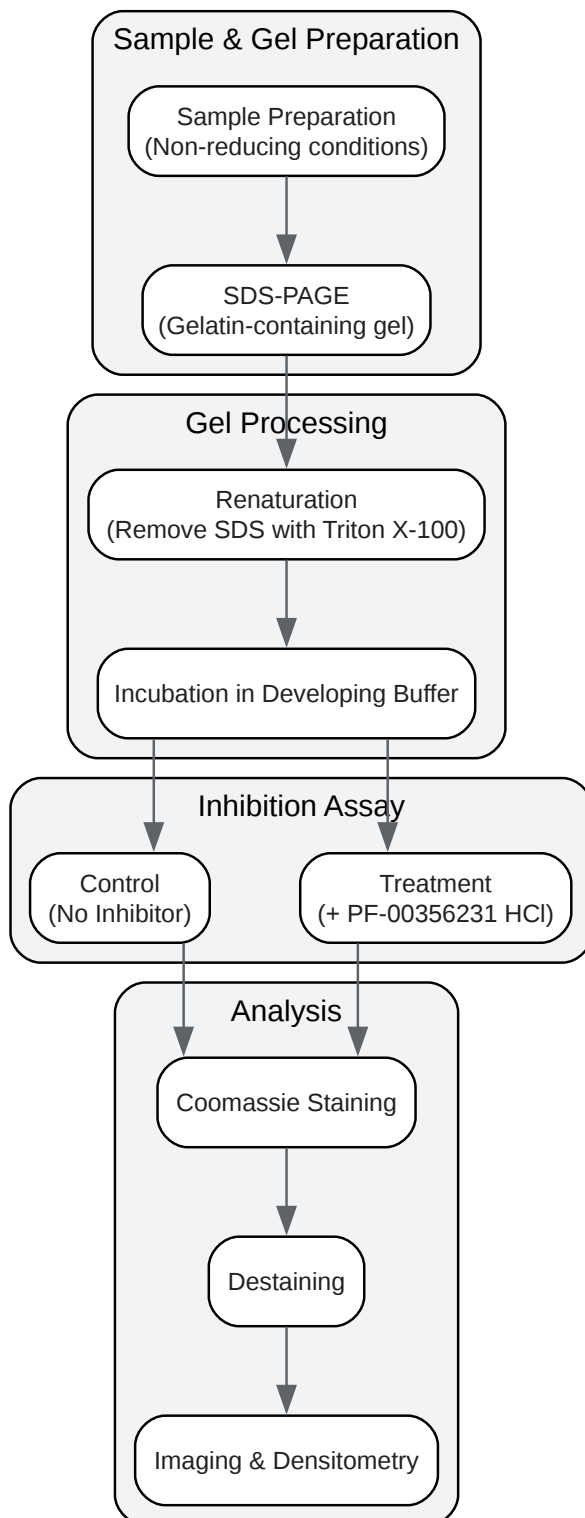 Sample & Gel Preparation
Sample Preparation
(Non-reducing conditions)
SDS-PAGE
(Gelatin-containing gel)
Gel Processing
Renaturation
(Remove SDS with Triton X-100)
Incubation in Developing Buffer
Inhibition Assay
Control
(No Inhibitor)
Treatment
(+ PF-00356231 HCl)
Analysis
Coomassie Staining
Destaining
Imaging & Densitometry